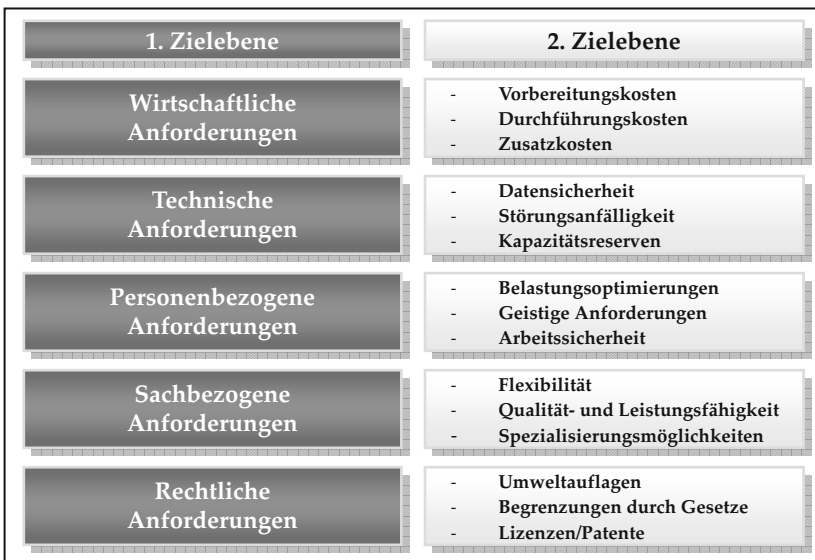 1. Zielebene
2. Zielebene
Wirtschaftliche
Anforderungen
- Vorbereitungskosten
- Durchführungskosten
- Zusatzkosten
Technische
Anforderungen
- Datensicherheit
- Störungsanfälligkeit
- Kapazitätsreserven
Personenbezogene
Anforderungen
- Belastungsoptimierungen
- Geistige Anforderungen
- Arbeitssicherheit
Sachbezogene
Anforderungen
- Flexibilität
- Qualität- und Leistungsfähigkeit
- Spezialisierungsmöglichkeiten
Rechtliche
Anforderungen
- Umweltauflagen
- Begrenzungen durch Gesetze
- Lizenzen/Patente